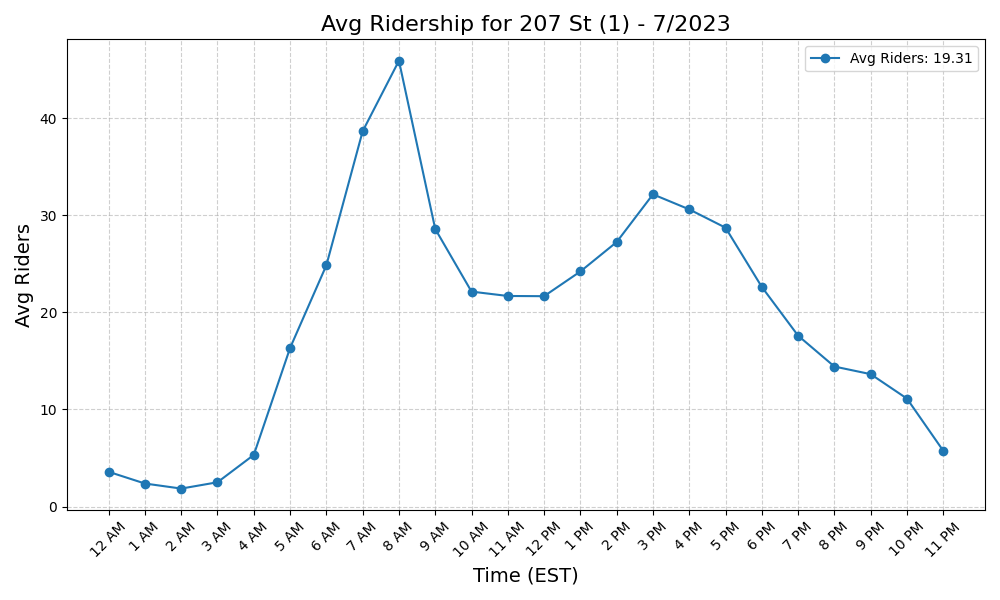 Avg Ridership for 207 St (1) - 7/2023
Avg Riders: 19.31
Avg Riders
40
30
20
10
0
12 AM 1 AM 2 AM 3 AM 4 AM 5 AM 6 AM 7 AM 8 AM 9 AM 10 AM 11 AM 12 PM 1 PM 2 PM 3 PM 4 PM 5 PM 6 PM 7 PM 8 PM 9 PM 10 PM 11 PM
Time (EST)